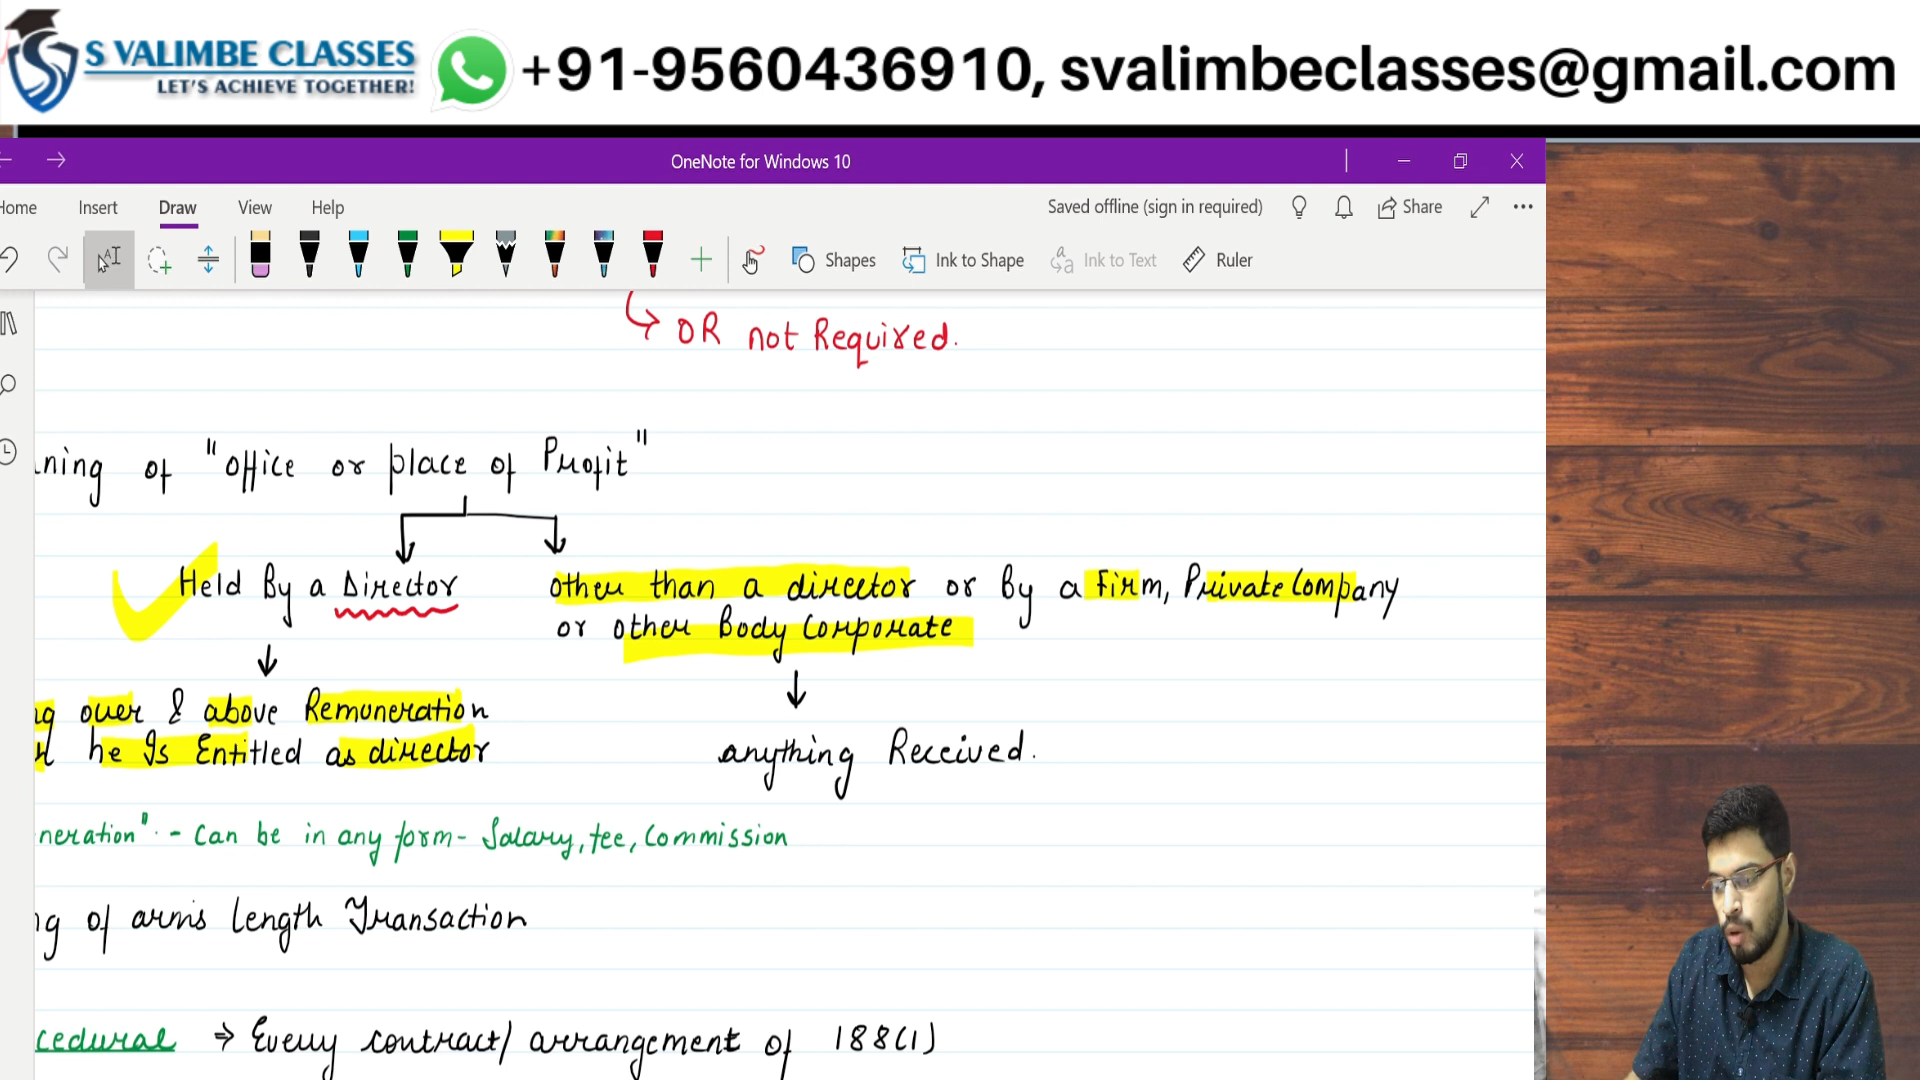 S VALIMBE CLASSES
LET'S ACHIEVE TOGETHER!
+91-9560436910, svalimbeclasses@gmail.com
OneNote for Windows 10
Home Insert Draw View Help
Saved offline (sign in required) Share
Shapes Ink to Shape Ink to Text Ruler
OR not Required.
ning of "Office or place of Profit"
Held By a Director
other than a director or by a Firm, Private Company
or other Body Corporate
ng over & above Remuneration
he Is Entitled as director
anything Received.
neration" - Can be in any form - Salary, fee, Commission
ng of arm's length Transaction
cedural ⇒ Every contract/ arrangement of 188(1)